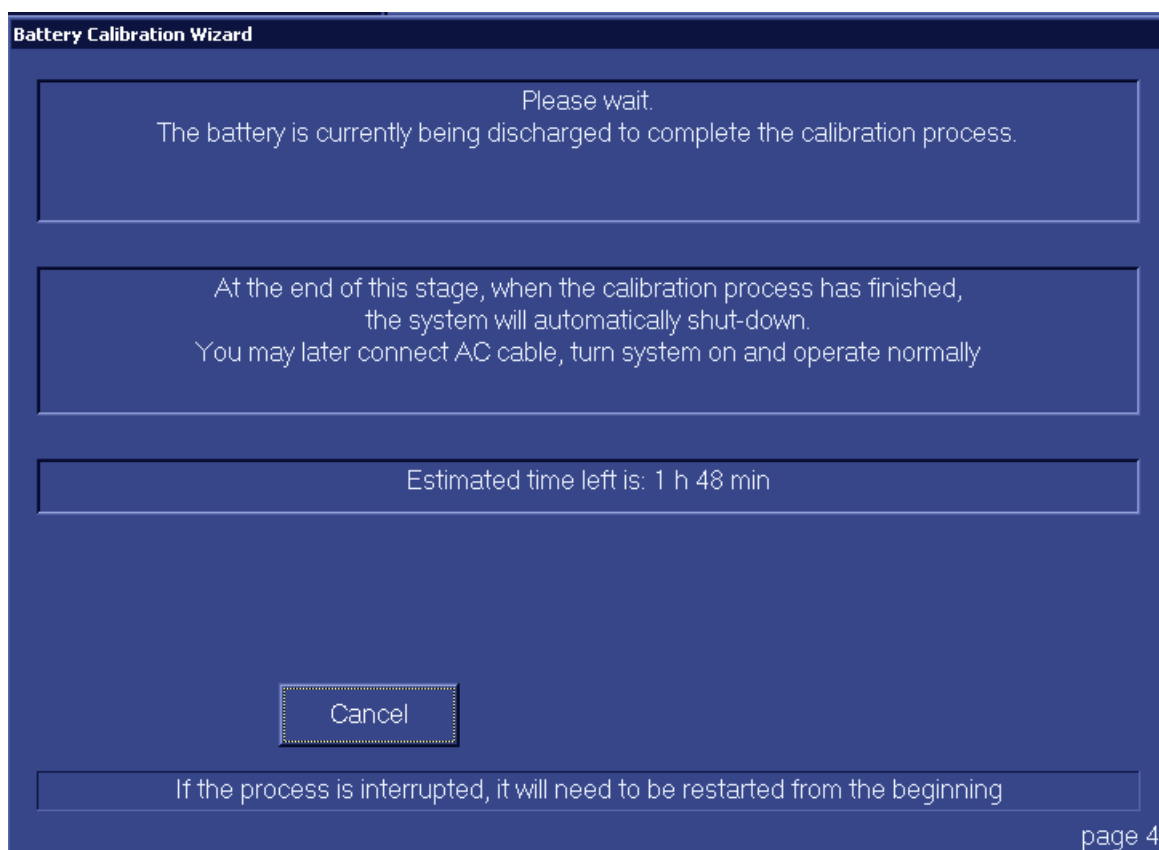 Battery Calibration Wizard
Please wait.
The battery is currently being discharged to complete the calibration process.
At the end of this stage, when the calibration process has finished,
the system will automatically shut-down.
You may later connect AC cable, turn system on and operate normally
Estimated time left is: 1 h 48 min
Cancel
If the process is interrupted, it will need to be restarted from the beginning
page 4